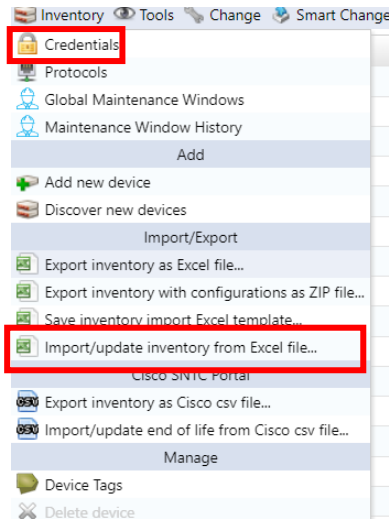 Inventory Tools Change Smart Change
Credentials
Protocols
Global Maintenance Windows
Maintenance Window History
Add
Add new device
Discover new devices
Import/Export
Export inventory as Excel file...
Export inventory with configurations as ZIP file...
Save inventory import Excel template...
Import/update inventory from Excel file...
Cisco SNTC Portal
CSV Export inventory as Cisco csv file...
CSV Import/update end of life from Cisco csv file...
Manage
Device Tags
Delete device